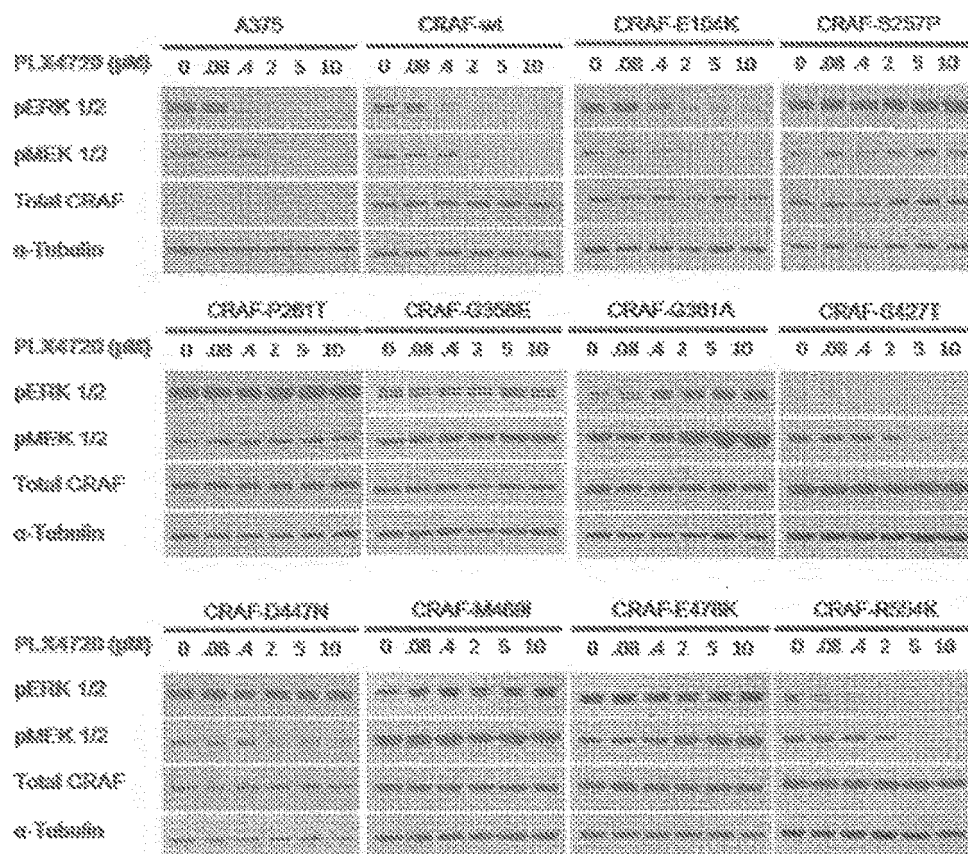 A375 CRAF-wt CRAF-E104K CRAF-S257P
PLX4720 (µM) 0 .08 .4 2 5 10 0 .08 .4 2 5 10 0 .08 .4 2 5 10 0 .08 .4 2 5 10
pERK 1/2
pMEK 1/2
Total CRAF
α-Tubulin
CRAF-P261T CRAF-G356E CRAF-G361A CRAF-S427T
PLX4720 (µM) 0 .08 .4 2 5 10 0 .08 .4 2 5 10 0 .08 .4 2 5 10 0 .08 .4 2 5 10
pERK 1/2
pMEK 1/2
Total CRAF
α-Tubulin
CRAF-D447N CRAF-M469I CRAF-E478K CRAF-R554K
PLX4720 (µM) 0 .08 .4 2 5 10 0 .08 .4 2 5 10 0 .08 .4 2 5 10 0 .08 .4 2 5 10
pERK 1/2
pMEK 1/2
Total CRAF
α-Tubulin